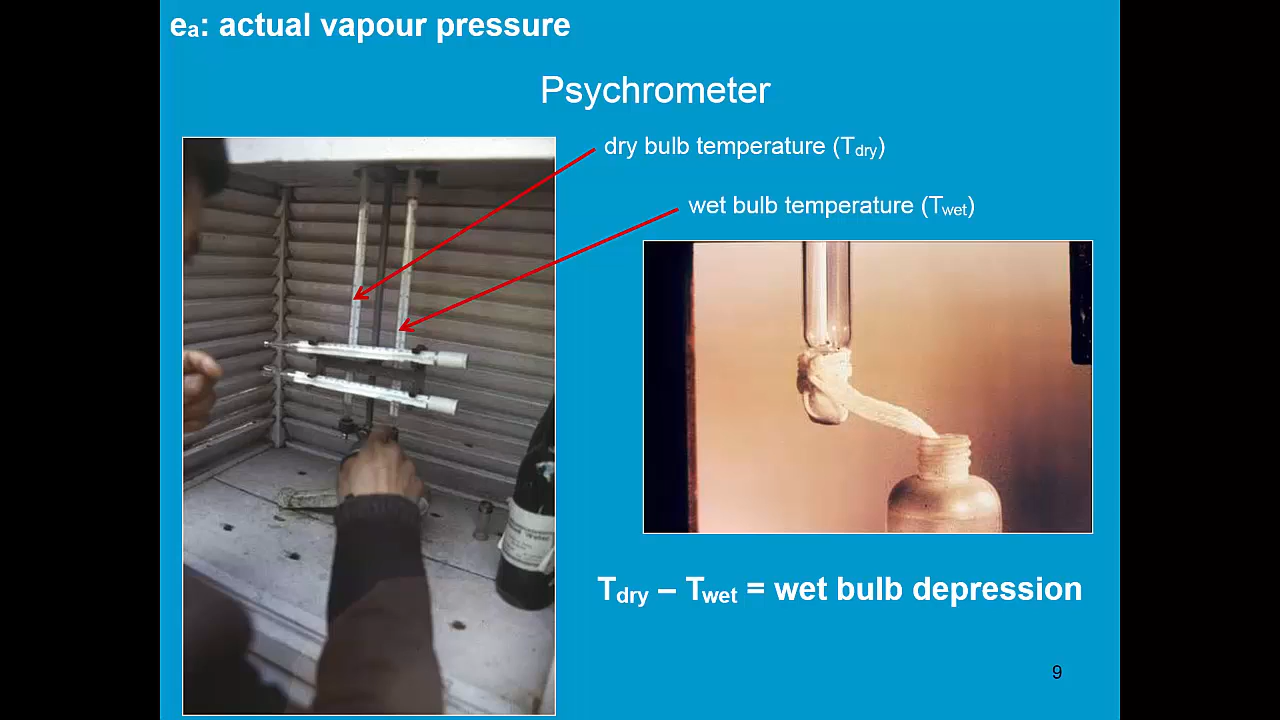 ea: actual vapour pressure
Psychrometer
dry bulb temperature (Tdry)
wet bulb temperature (Twet)
Tdry – Twet = wet bulb depression
9